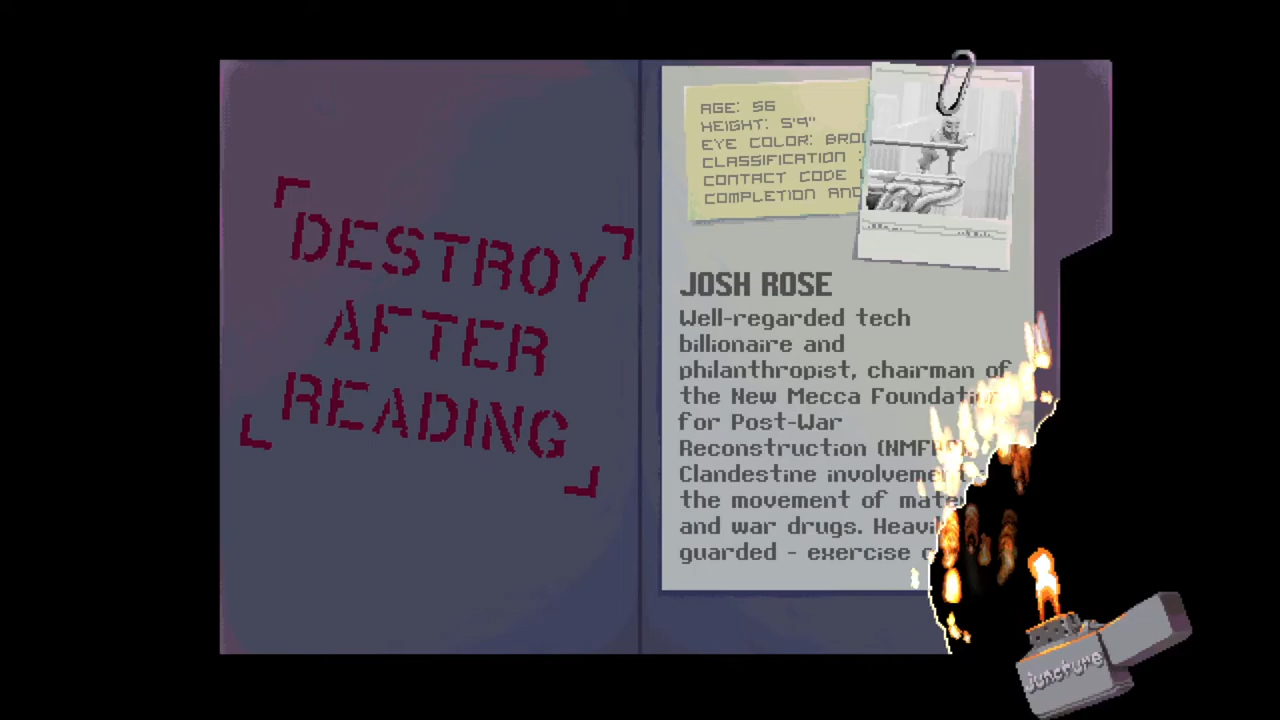 DESTROY
AFTER
READING
AGE: 56
HEIGHT: 5'9"
EYE COLOR:
CLASSIFICATION :
CONTACT CODE
COMPLETION
JOSH ROSE
Well-regarded tech
billionaire and
philanthropist, chairman of
the New Mecca
for Post-War
Reconstruction
Clandestine
the movement of
and war drugs.
guarded - exercise
juncture